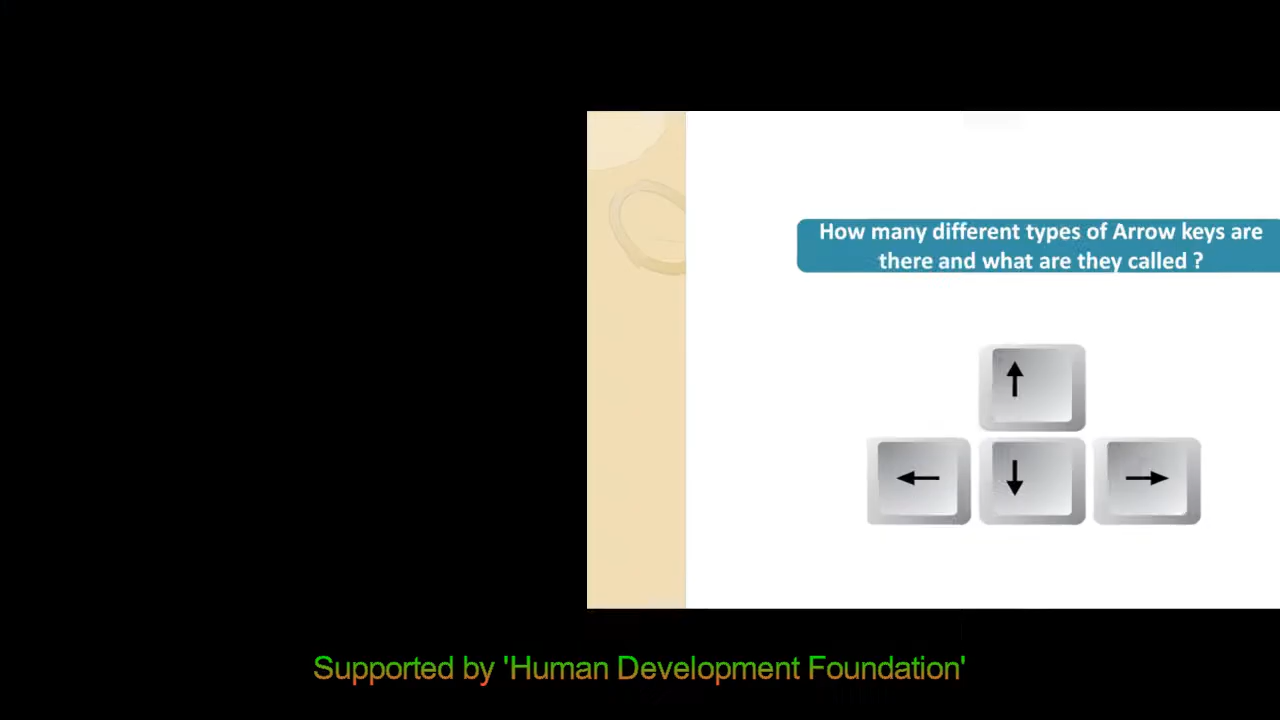 How many different types of Arrow keys are
there and what are they called ?
Supported by 'Human Development Foundation'